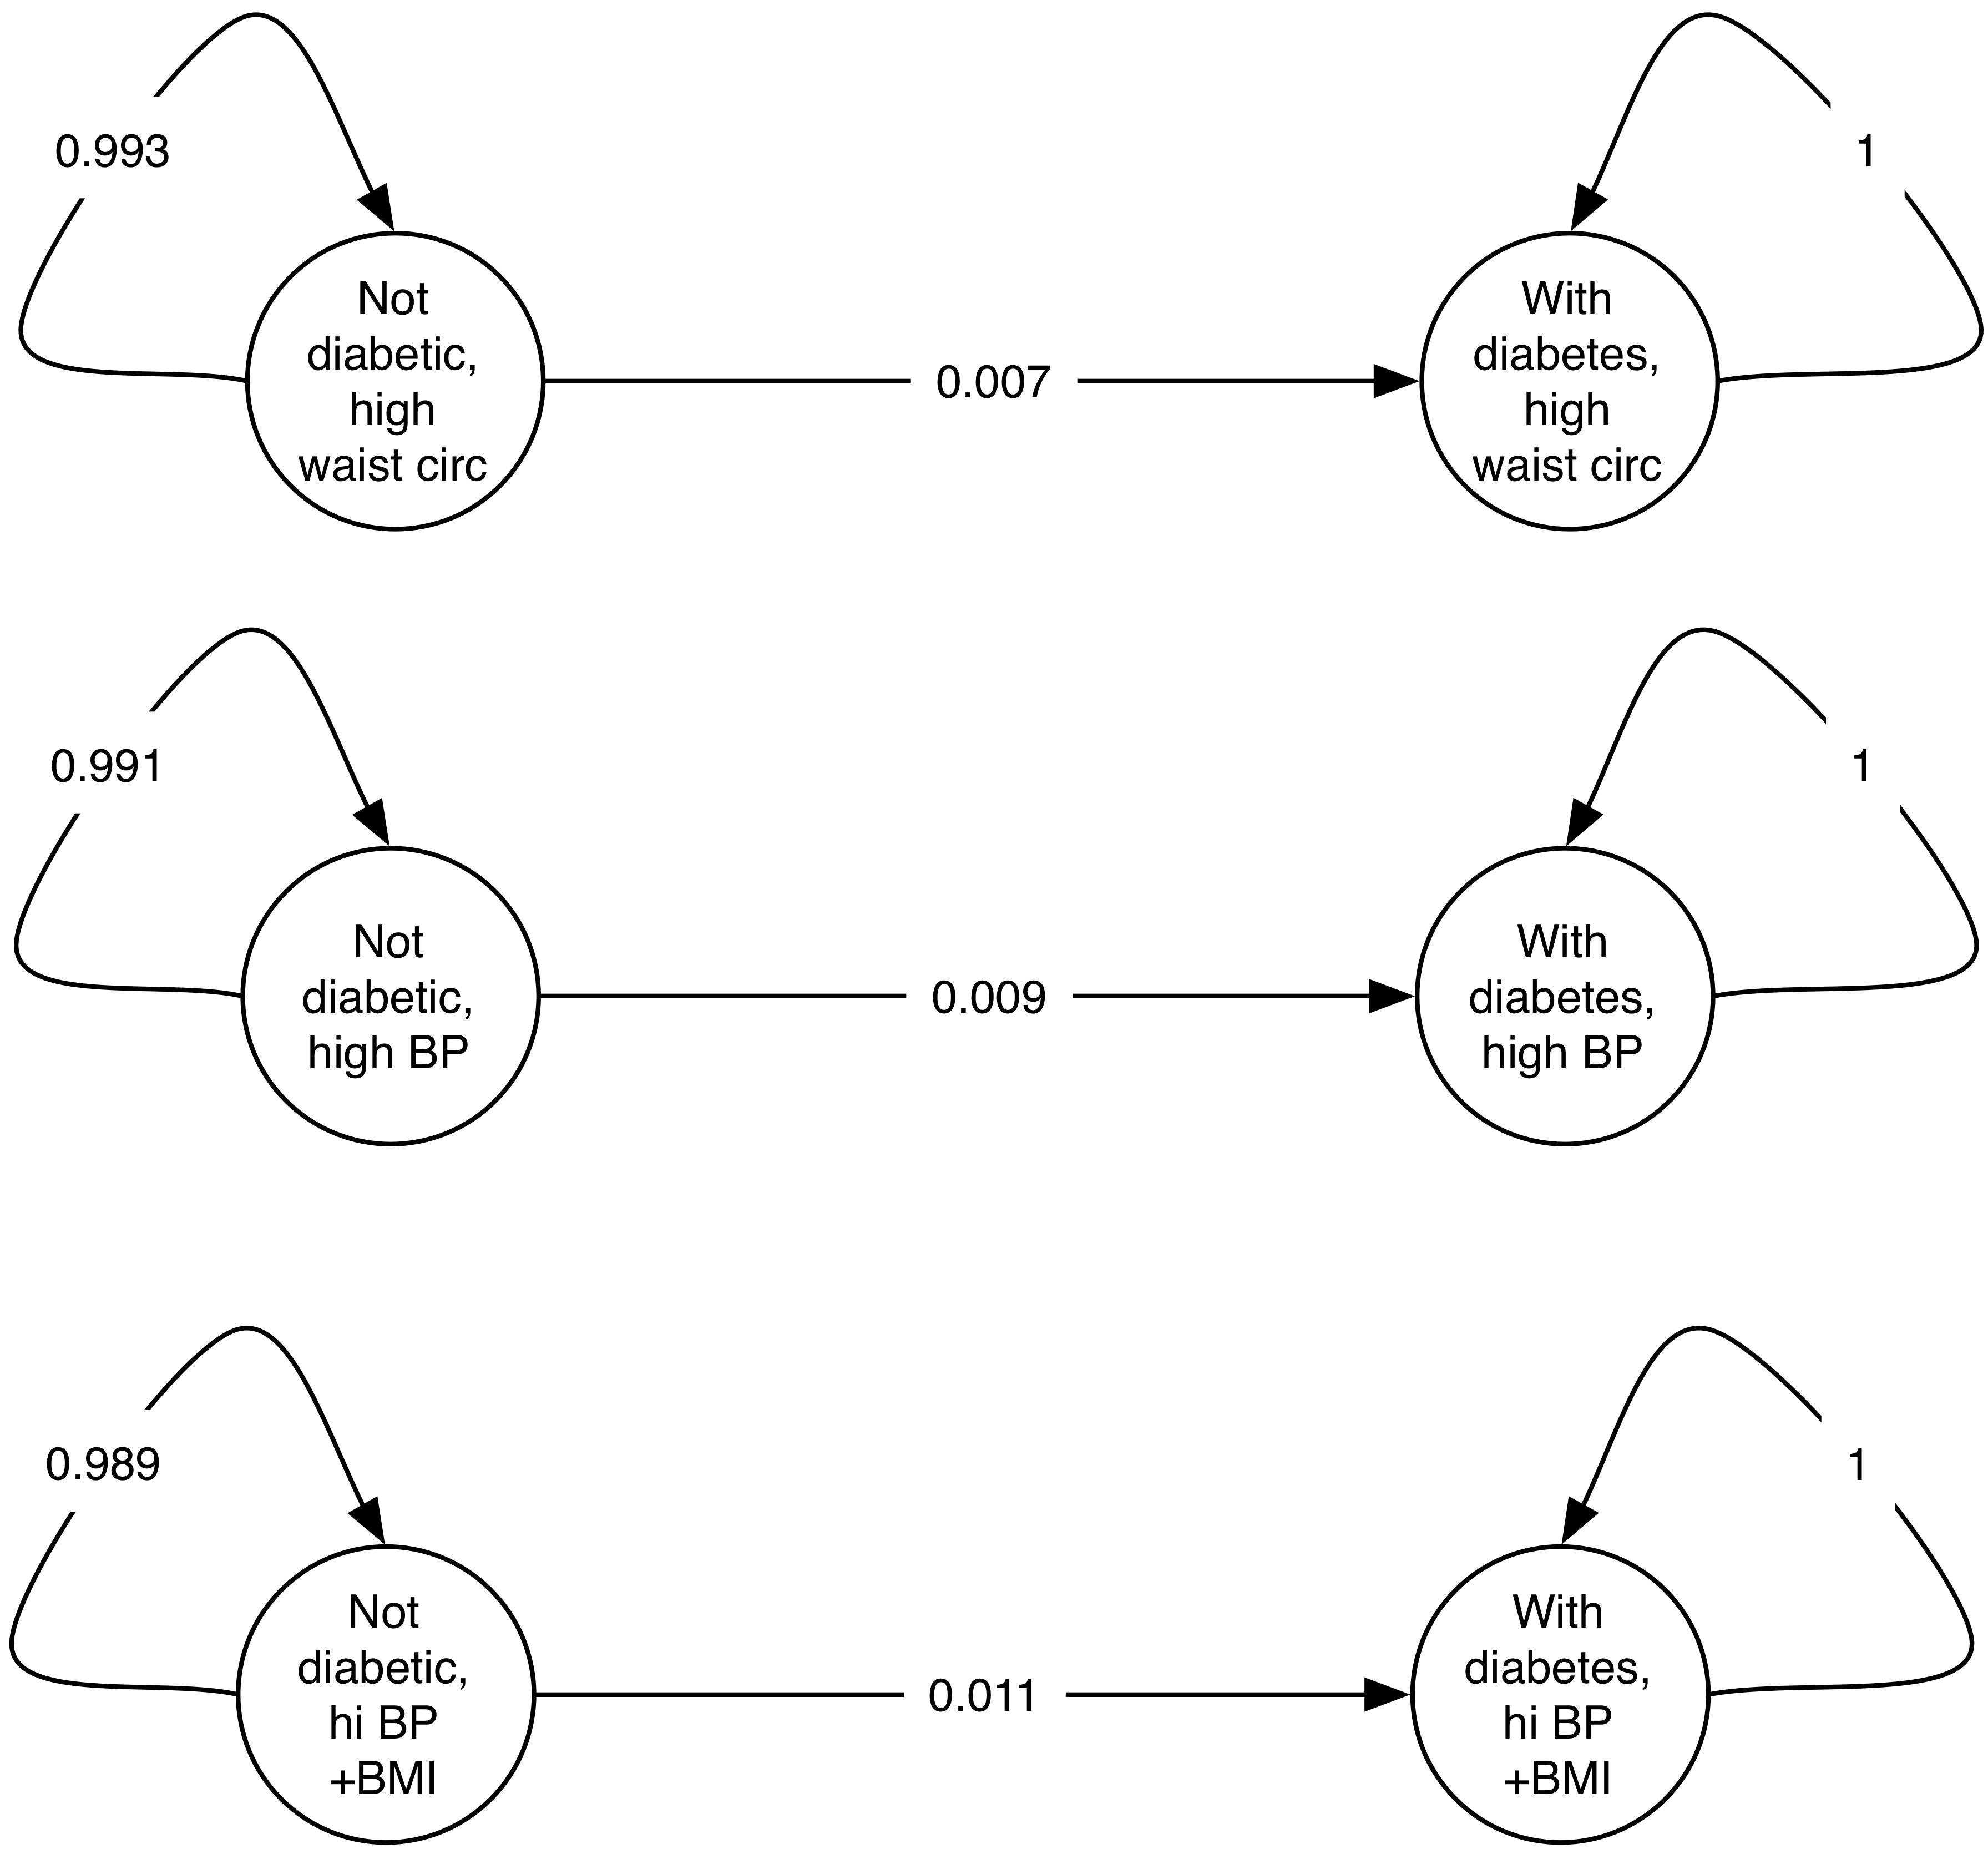 0.993
1
Not
diabetic,
high
waist circ
0.007
With
diabetes,
high
waist circ
0.991
1
Not
diabetic,
high BP
0.009
With
diabetes,
high BP
0.989
1
Not
diabetic,
hi BP
+BMI
0.011
With
diabetes,
hi BP
+BMI